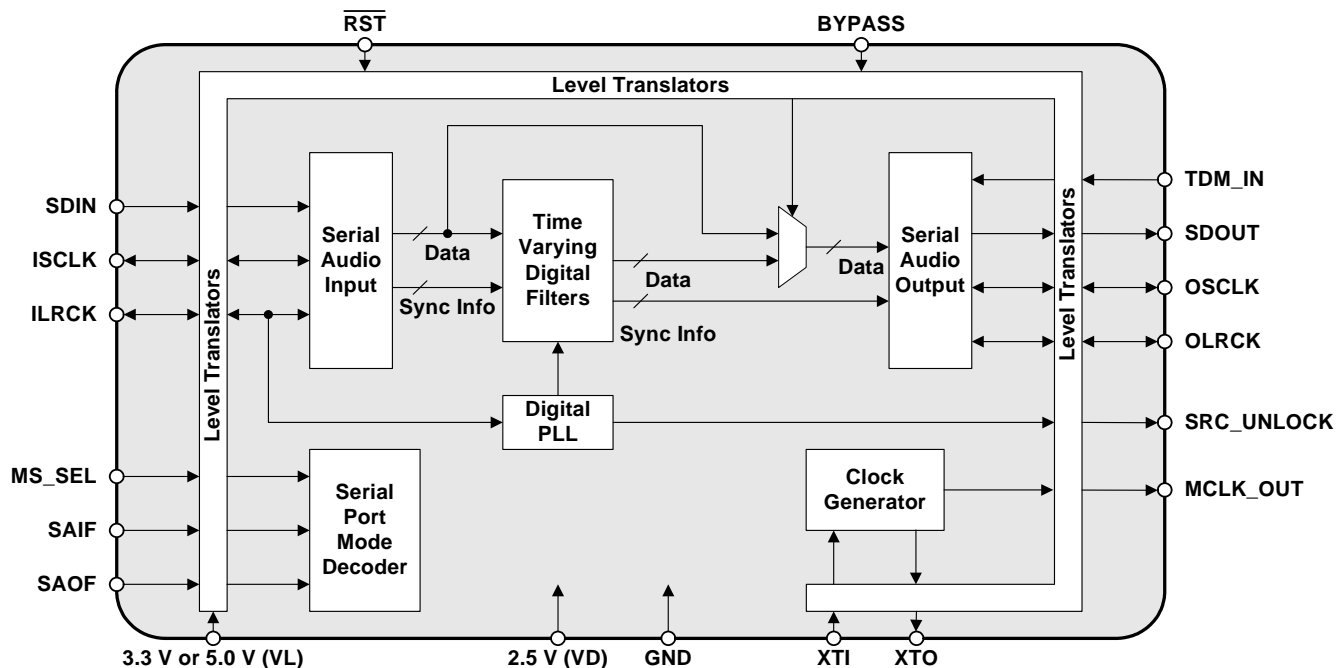 RST
BYPASS
Level Translators
SDIN
ISCLK
ILRCK
MS_SEL
SAIF
SAOF
Level Translators
Serial
Audio
Input
Data
Sync Info
Time
Varying
Digital
Filters
Data
Sync Info
Data
Serial
Audio
Output
Level Translators
TDM_IN
SDOUT
OSCLK
OLRCK
SRC_UNLOCK
MCLK_OUT
Digital
PLL
Serial
Port
Mode
Decoder
Clock
Generator
3.3 V or 5.0 V (VL)
2.5 V (VD)
GND
XTI
XTO